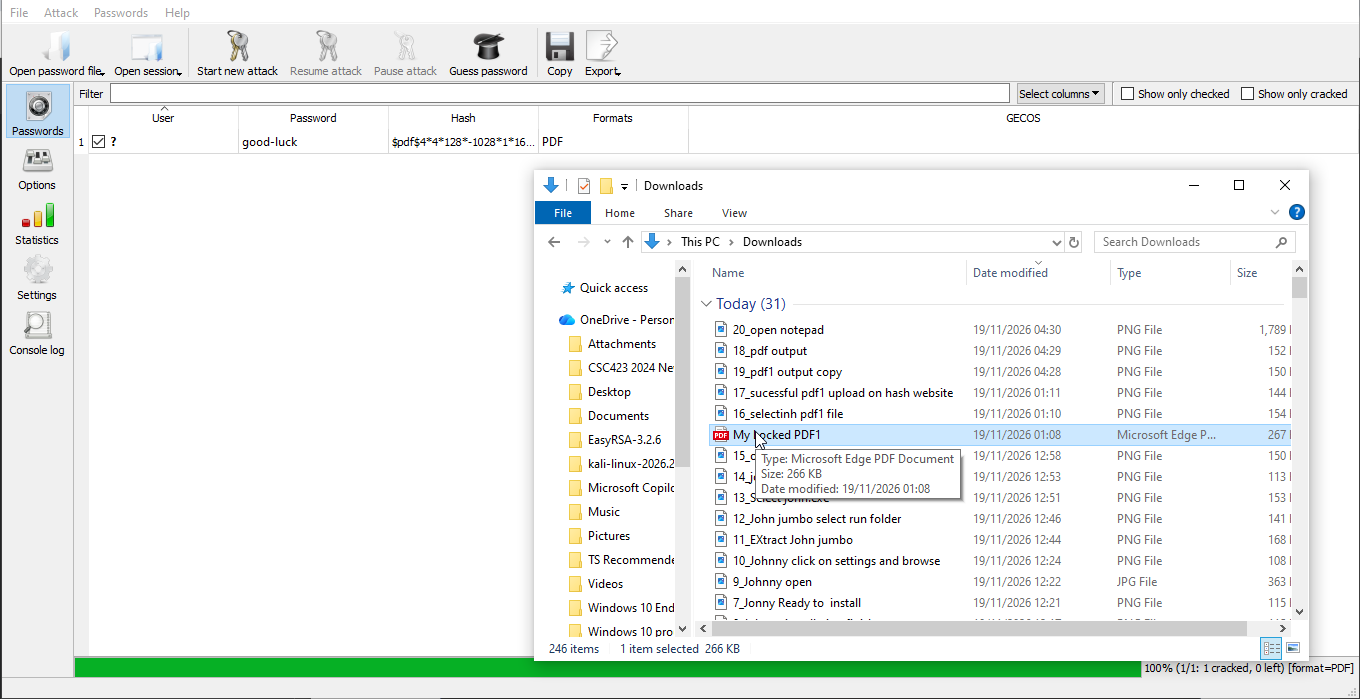 File Attack Passwords Help
Open password file Open session Start new attack Resume attack Pause attack Guess password Copy Export
Filter Select columns Show only checked Show only cracked
Passwords
Options
Statistics
Settings
Console log
User Password Hash Formats GECOS
1 ? good-luck $pdf$4*4*128*-1028*1*16... PDF
Downloads
File Home Share View
This PC Downloads Search Downloads
Quick access
OneDrive - Person
Attachments
CSC423 2024 Ne
Desktop
Documents
EasyRSA-3.2.6
kali-linux-2026.2
Microsoft Copilo
Music
Pictures
TS Recommende
Videos
Windows 10 End
Windows 10 pro
Name Date modified Type Size
Today (31)
20_open notepad 19/11/2026 04:30 PNG File 1,789
18_pdf output 19/11/2026 04:29 PNG File 152
19_pdf1 output copy 19/11/2026 04:28 PNG File 150
17_sucessful pdf1 upload on hash website 19/11/2026 01:11 PNG File 144
16_selectinh pdf1 file 19/11/2026 01:10 PNG File 154
PDF My Locked PDF1 19/11/2026 01:08 Microsoft Edge P... 267
15_c 19/11/2026 12:58 PNG File 150
14_j 19/11/2026 12:53 PNG File 113
13_Select John.exe 19/11/2026 12:51 PNG File 153
12_John jumbo select run folder 19/11/2026 12:46 PNG File 141
11_EXtract John jumbo 19/11/2026 12:44 PNG File 168
10_Johnny click on settings and browse 19/11/2026 12:24 PNG File 108
9_Johnny open 19/11/2026 12:22 JPG File 363
7_Jonny Ready to install 19/11/2026 12:21 PNG File 115
Type: Microsoft Edge PDF Document
Size: 266 KB
Date modified: 19/11/2026 01:08
246 items 1 item selected 266 KB
100% (1/1: 1 cracked, 0 left) [format=PDF]